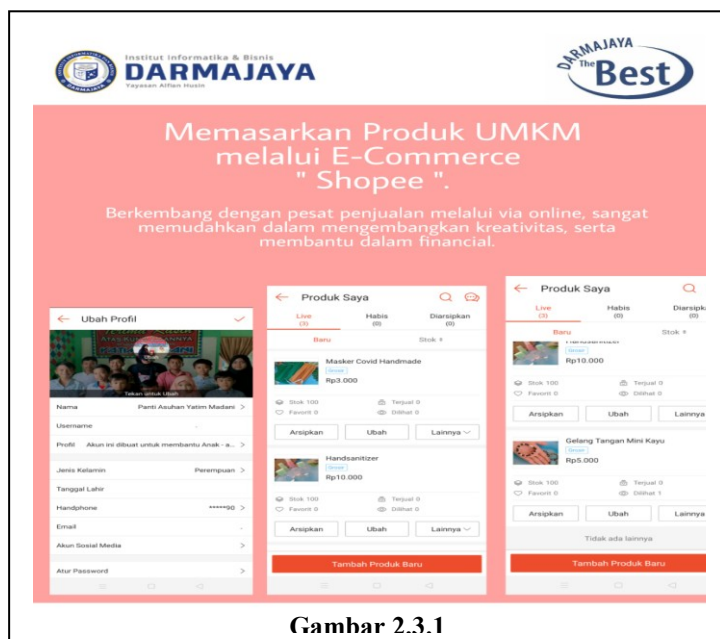 Institut Informatika & Bisnis
DARMAJAYA
Yayasan Alfian Husin
DARMAJAYA
The Best
Memasarkan Produk UMKM
melalui E-Commerce
" Shopee ".
Berkembang dengan pesat penjualan melalui via online, sangat
memudahkan dalam mengembangkan kreativitas, serta
membantu dalam financial.
Ubah Profil
Tekan untuk Ubah
Nama Panti Asuhan Yatim Madani >
Username
Profil Akun ini dibuat untuk membantu Anak - a... >
Jenis Kelamin Perempuan >
Tanggal Lahir
Handphone *****90 >
Email
Akun Sosial Media >
Atur Password >
Produk Saya
Live Habis Diarsipkan
(3) (0) (0)
Baru Stok
Masker Covid Handmade
Rp3.000
Stok 100 Terjual 0
Favorit 0 Dilihat 0
Arsipkan Ubah Lainnya
Handsanitizer
Rp10.000
Stok 100 Terjual 0
Favorit 0 Dilihat 0
Arsipkan Ubah Lainnya
Tambah Produk Baru
Produk Saya
Live Habis Diarsipk
(3) (0) (0)
Baru Stok
Rp10.000
Stok 100 Terjual 0
Favorit 0 Dilihat 0
Arsipkan Ubah Lainnya
Gelang Tangan Mini Kayu
Rp5.000
Stok 100 Terjual 0
Favorit 0 Dilihat 1
Arsipkan Ubah Lainnya
Tidak ada lainnya
Tambah Produk Baru
Gambar 2.3.1